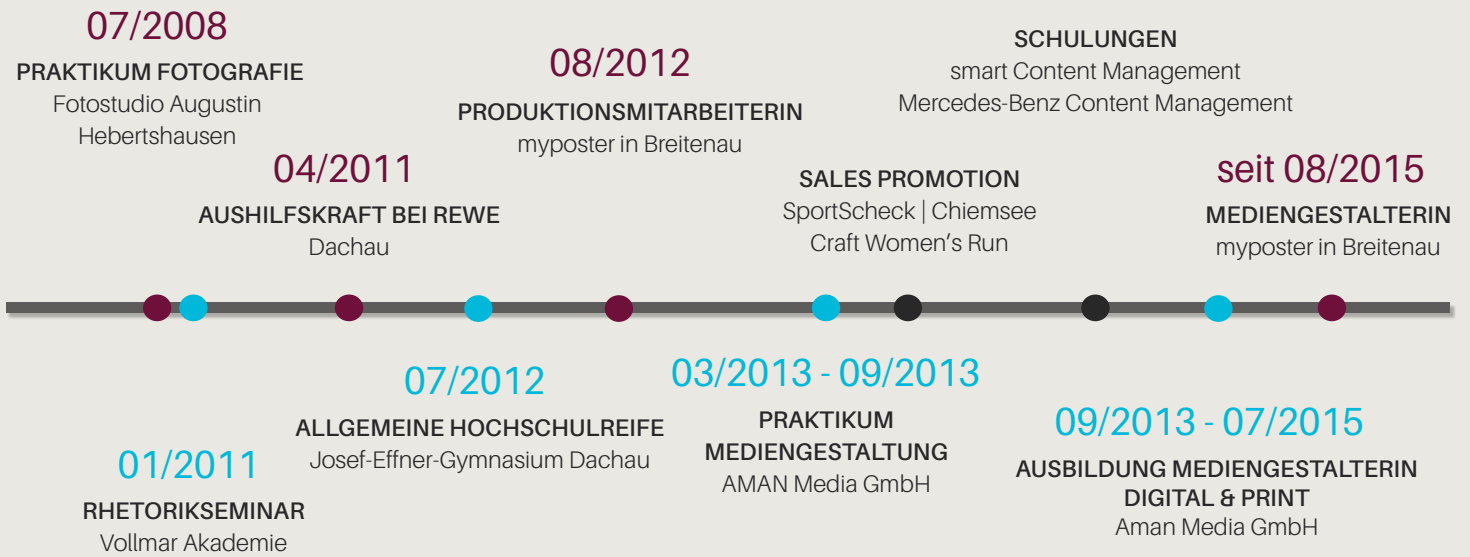 07/2008
PRAKTIKUM FOTOGRAFIE
Fotostudio Augustin
Hebertshausen
04/2011
AUSHILFSKRAFT BEI REWE
Dachau
08/2012
PRODUKTIONSMITARBEITERIN
myposter in Breitenau
SALES PROMOTION
SportScheck | Chiemsee
Craft Women's Run
SCHULUNGEN
smart Content Management
Mercedes-Benz Content Management
seit 08/2015
MEDIENGESTALTERIN
myposter in Breitenau
01/2011
RHETORIKSEMINAR
Vollmar Akademie
07/2012
ALLGEMEINE HOCHSCHULREIFE
Josef-Effner-Gymnasium Dachau
03/2013 - 09/2013
PRAKTIKUM
MEDIENGESTALTUNG
AMAN Media GmbH
09/2013 - 07/2015
AUSBILDUNG MEDIENGESTALTERIN
DIGITAL & PRINT
Aman Media GmbH